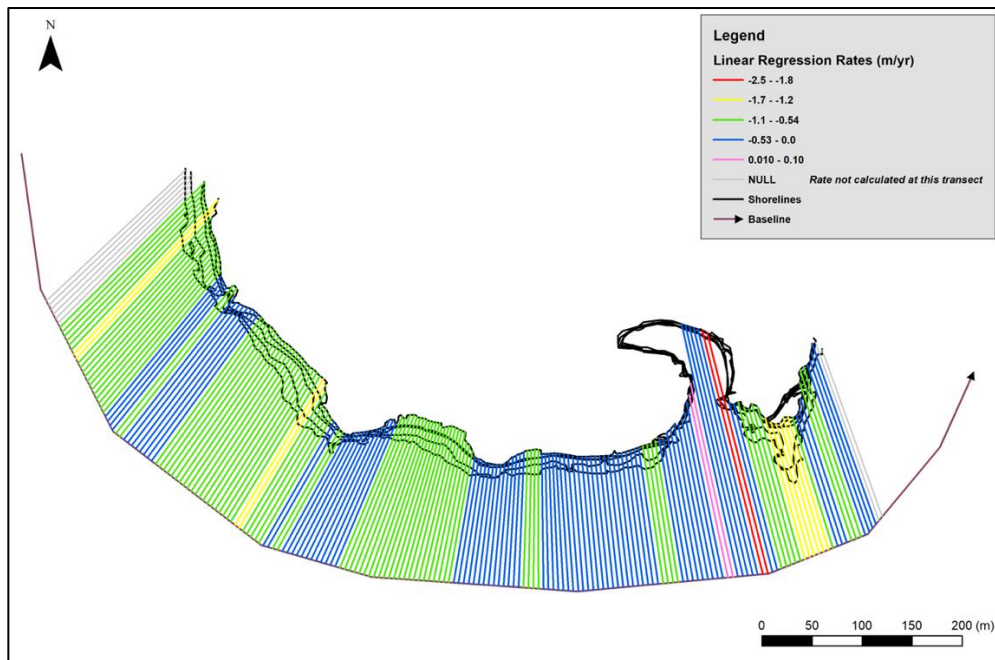 N
Legend
Linear Regression Rates (m/yr)
-2.5 - -1.8
-1.7 - -1.2
-1.1 - -0.54
-0.53 - 0.0
0.010 - 0.10
NULL Rate not calculated at this transect
Shorelines
Baseline
0 50 100 150 200 (m)